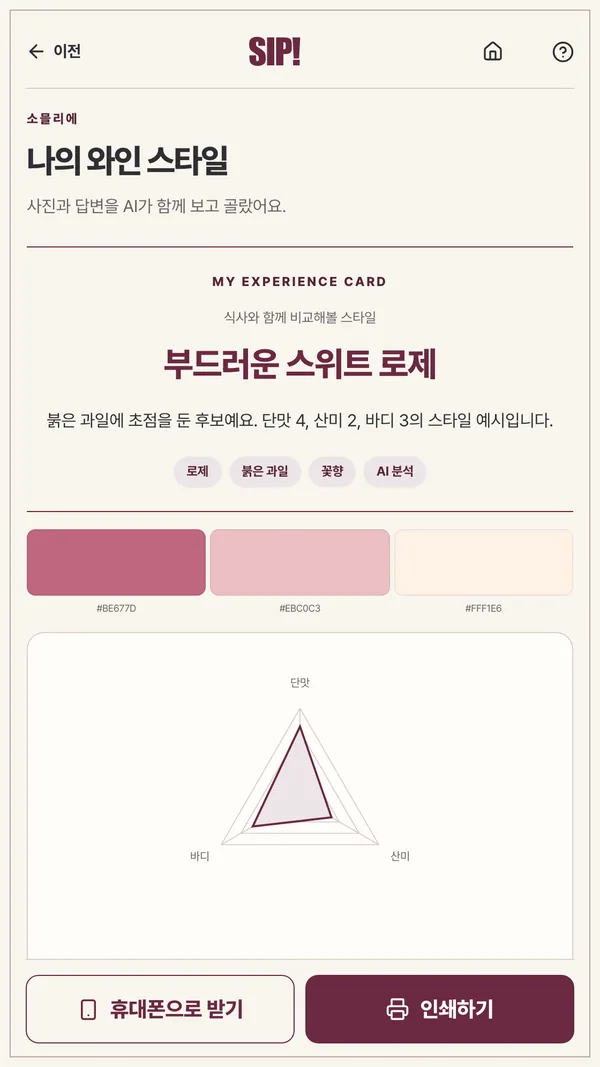 이전
SIP!
소믈리에
나의 와인 스타일
사진과 답변을 AI가 함께 보고 골랐어요.
MY EXPERIENCE CARD
식사와 함께 비교해볼 스타일
부드러운 스위트 로제
붉은 과일에 초점을 둔 후보예요. 단맛 4, 산미 2, 바디 3의 스타일 예시입니다.
로제 붉은 과일 꽃향 AI 분석
#BE677D #EBC0C3 #FFF1E6
단맛
바디 산미
휴대폰으로 받기 인쇄하기